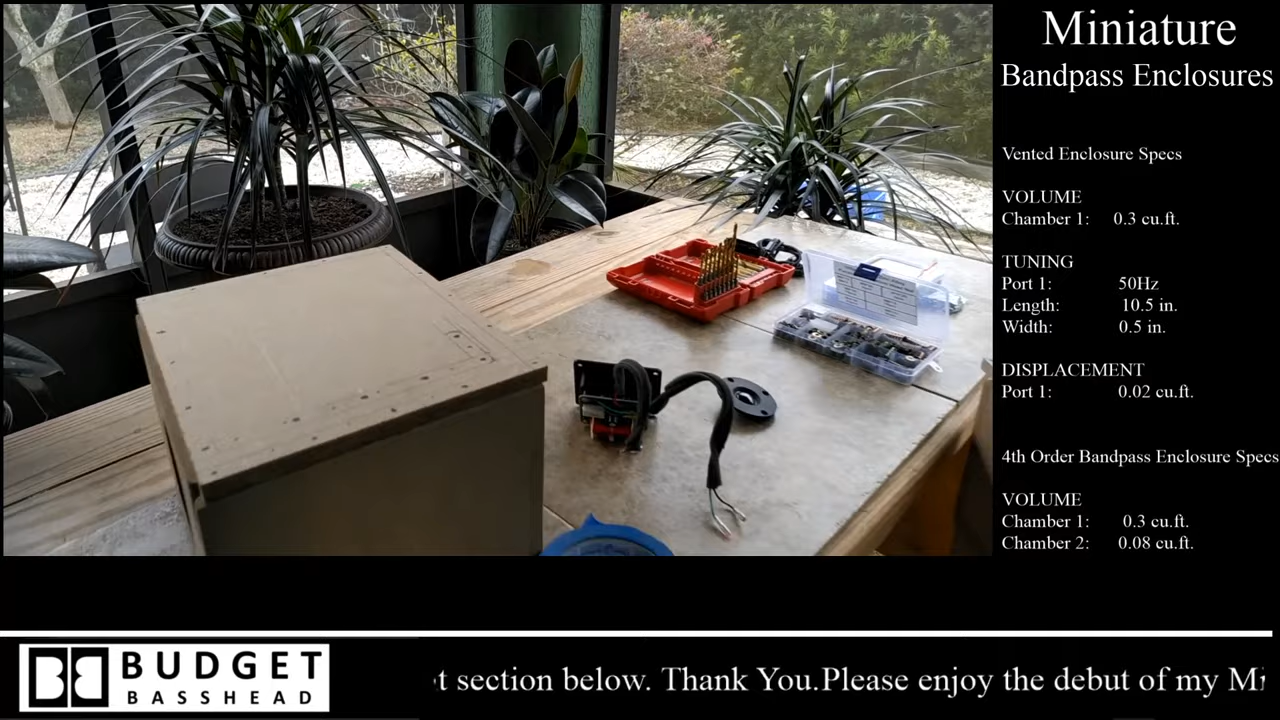 Miniature
Bandpass Enclosures
Vented Enclosure Specs
VOLUME
Chamber 1: 0.3 cu.ft.
TUNING
Port 1: 50Hz
Length: 10.5 in.
Width: 0.5 in.
DISPLACEMENT
Port 1: 0.02 cu.ft.
4th Order Bandpass Enclosure Specs
VOLUME
Chamber 1: 0.3 cu.ft.
Chamber 2: 0.08 cu.ft.
BUDGET
BASSHEAD
t section below. Thank You.Please enjoy the debut of my Mi